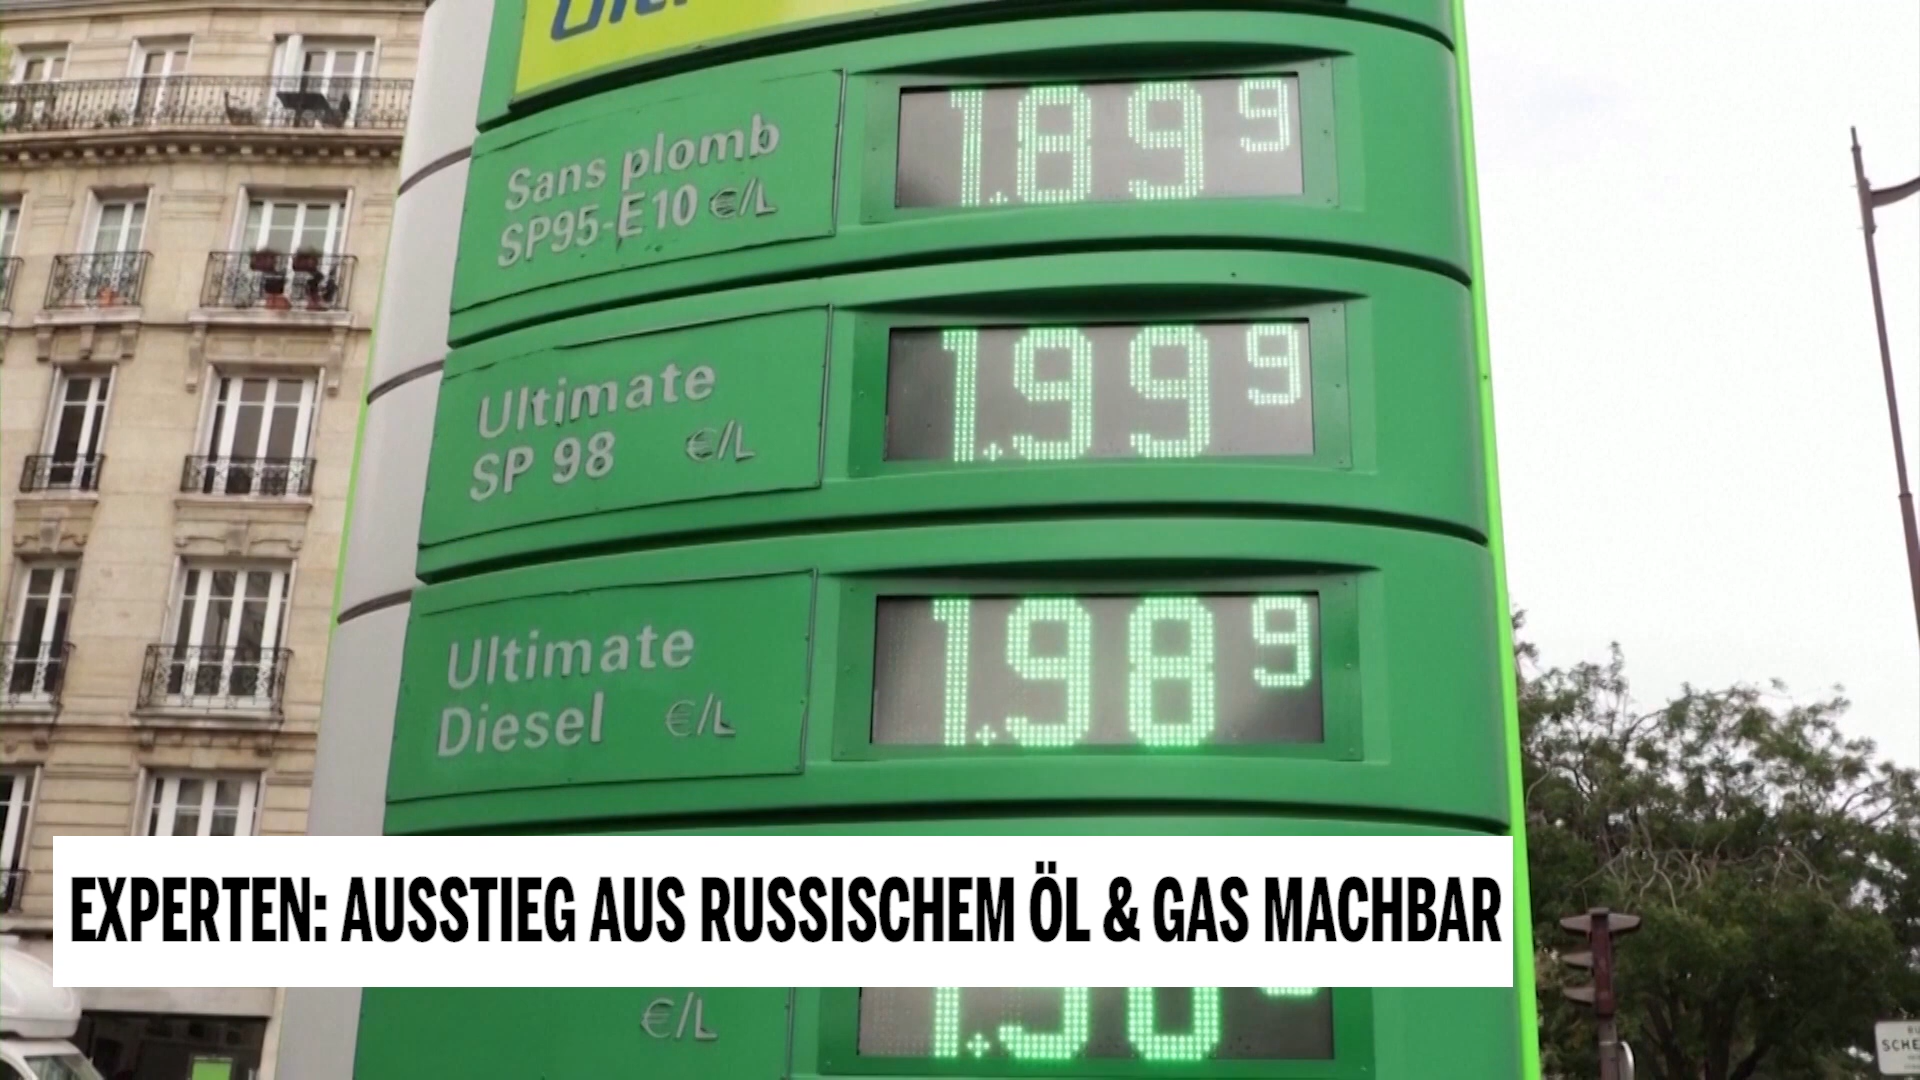 Sans plomb
SP95-E10 €/L
1.89 9
Ultimate
SP 98 €/L
1.99 9
Ultimate
Diesel €/L
1.98 9
EXPERTEN: AUSSTIEG AUS RUSSISCHEM ÖL & GAS MACHBAR
€/L